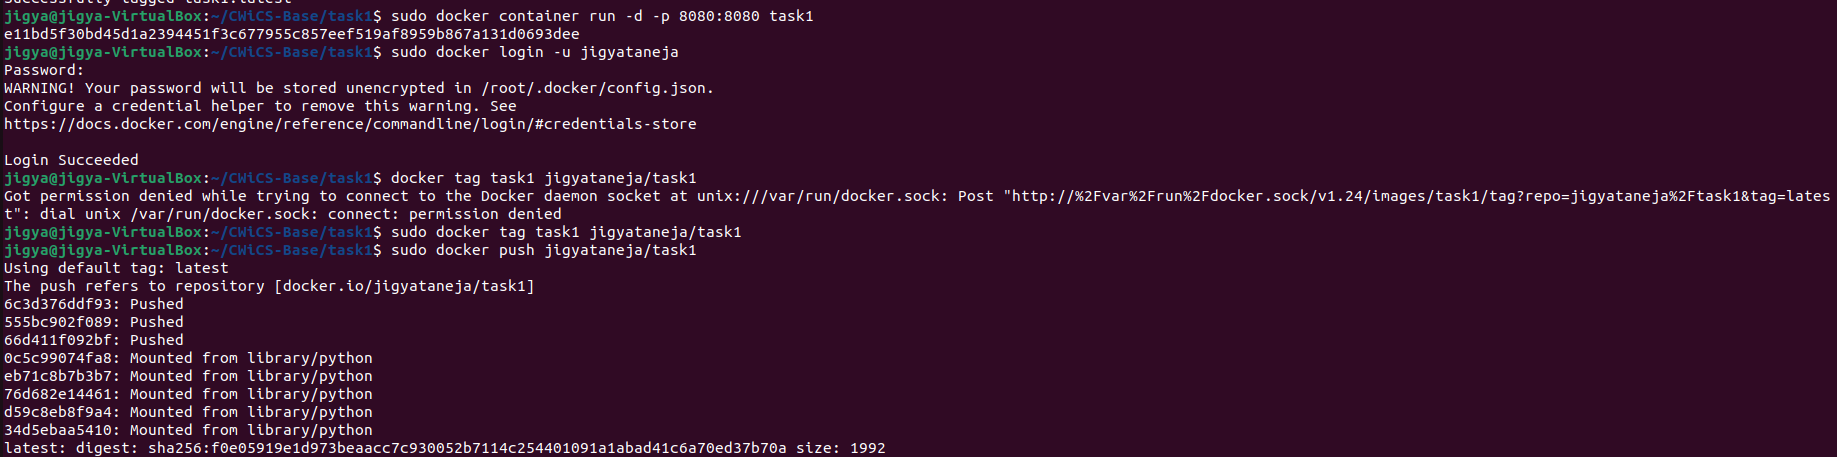 Successfully tagged task1:latest
jigya@jigya-VirtualBox:~/CWiCS-Base/task1$ sudo docker container run -d -p 8080:8080 task1
e11bd5f30bd45d1a2394451f3c677955c857eef519af8959b867a131d0693dee
jigya@jigya-VirtualBox:~/CWiCS-Base/task1$ sudo docker login -u jigyataneja
Password:
WARNING! Your password will be stored unencrypted in /root/.docker/config.json.
Configure a credential helper to remove this warning. See
https://docs.docker.com/engine/reference/commandline/login/#credentials-store
Login Succeeded
jigya@jigya-VirtualBox:~/CWiCS-Base/task1$ docker tag task1 jigyataneja/task1
Got permission denied while trying to connect to the Docker daemon socket at unix:///var/run/docker.sock: Post "http://%2Fvar%2Frun%2Fdocker.sock/v1.24/images/task1/tag?repo=jigyataneja%2Ftask1&tag=lates
t": dial unix /var/run/docker.sock: connect: permission denied
jigya@jigya-VirtualBox:~/CWiCS-Base/task1$ sudo docker tag task1 jigyataneja/task1
jigya@jigya-VirtualBox:~/CWiCS-Base/task1$ sudo docker push jigyataneja/task1
Using default tag: latest
The push refers to repository [docker.io/jigyataneja/task1]
6c3d376ddf93: Pushed
555bc902f089: Pushed
66d411f092bf: Pushed
0c5c99074fa8: Mounted from library/python
eb71c8b7b3b7: Mounted from library/python
76d682e14461: Mounted from library/python
d59c8eb8f9a4: Mounted from library/python
34d5ebaa5410: Mounted from library/python
latest: digest: sha256:f0e05919e1d973beaacc7c930052b7114c254401091a1abad41c6a70ed37b70a size: 1992